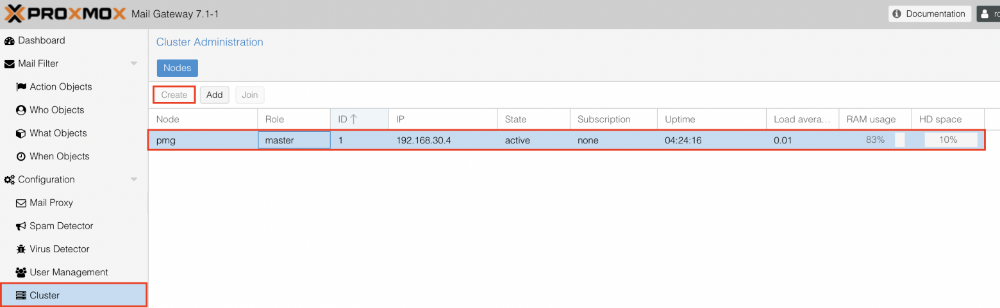 PROXMOX Mail Gateway 7.1-1 Documentation
Dashboard
Cluster Administration
Mail Filter
Nodes
Action Objects
Create Add Join
Who Objects
Node Role ID IP State Subscription Uptime Load avera... RAM usage HD space
What Objects
pmg master 1 192.168.30.4 active none 04:24:16 0.01 83% 10%
When Objects
Configuration
Mail Proxy
Spam Detector
Virus Detector
User Management
Cluster